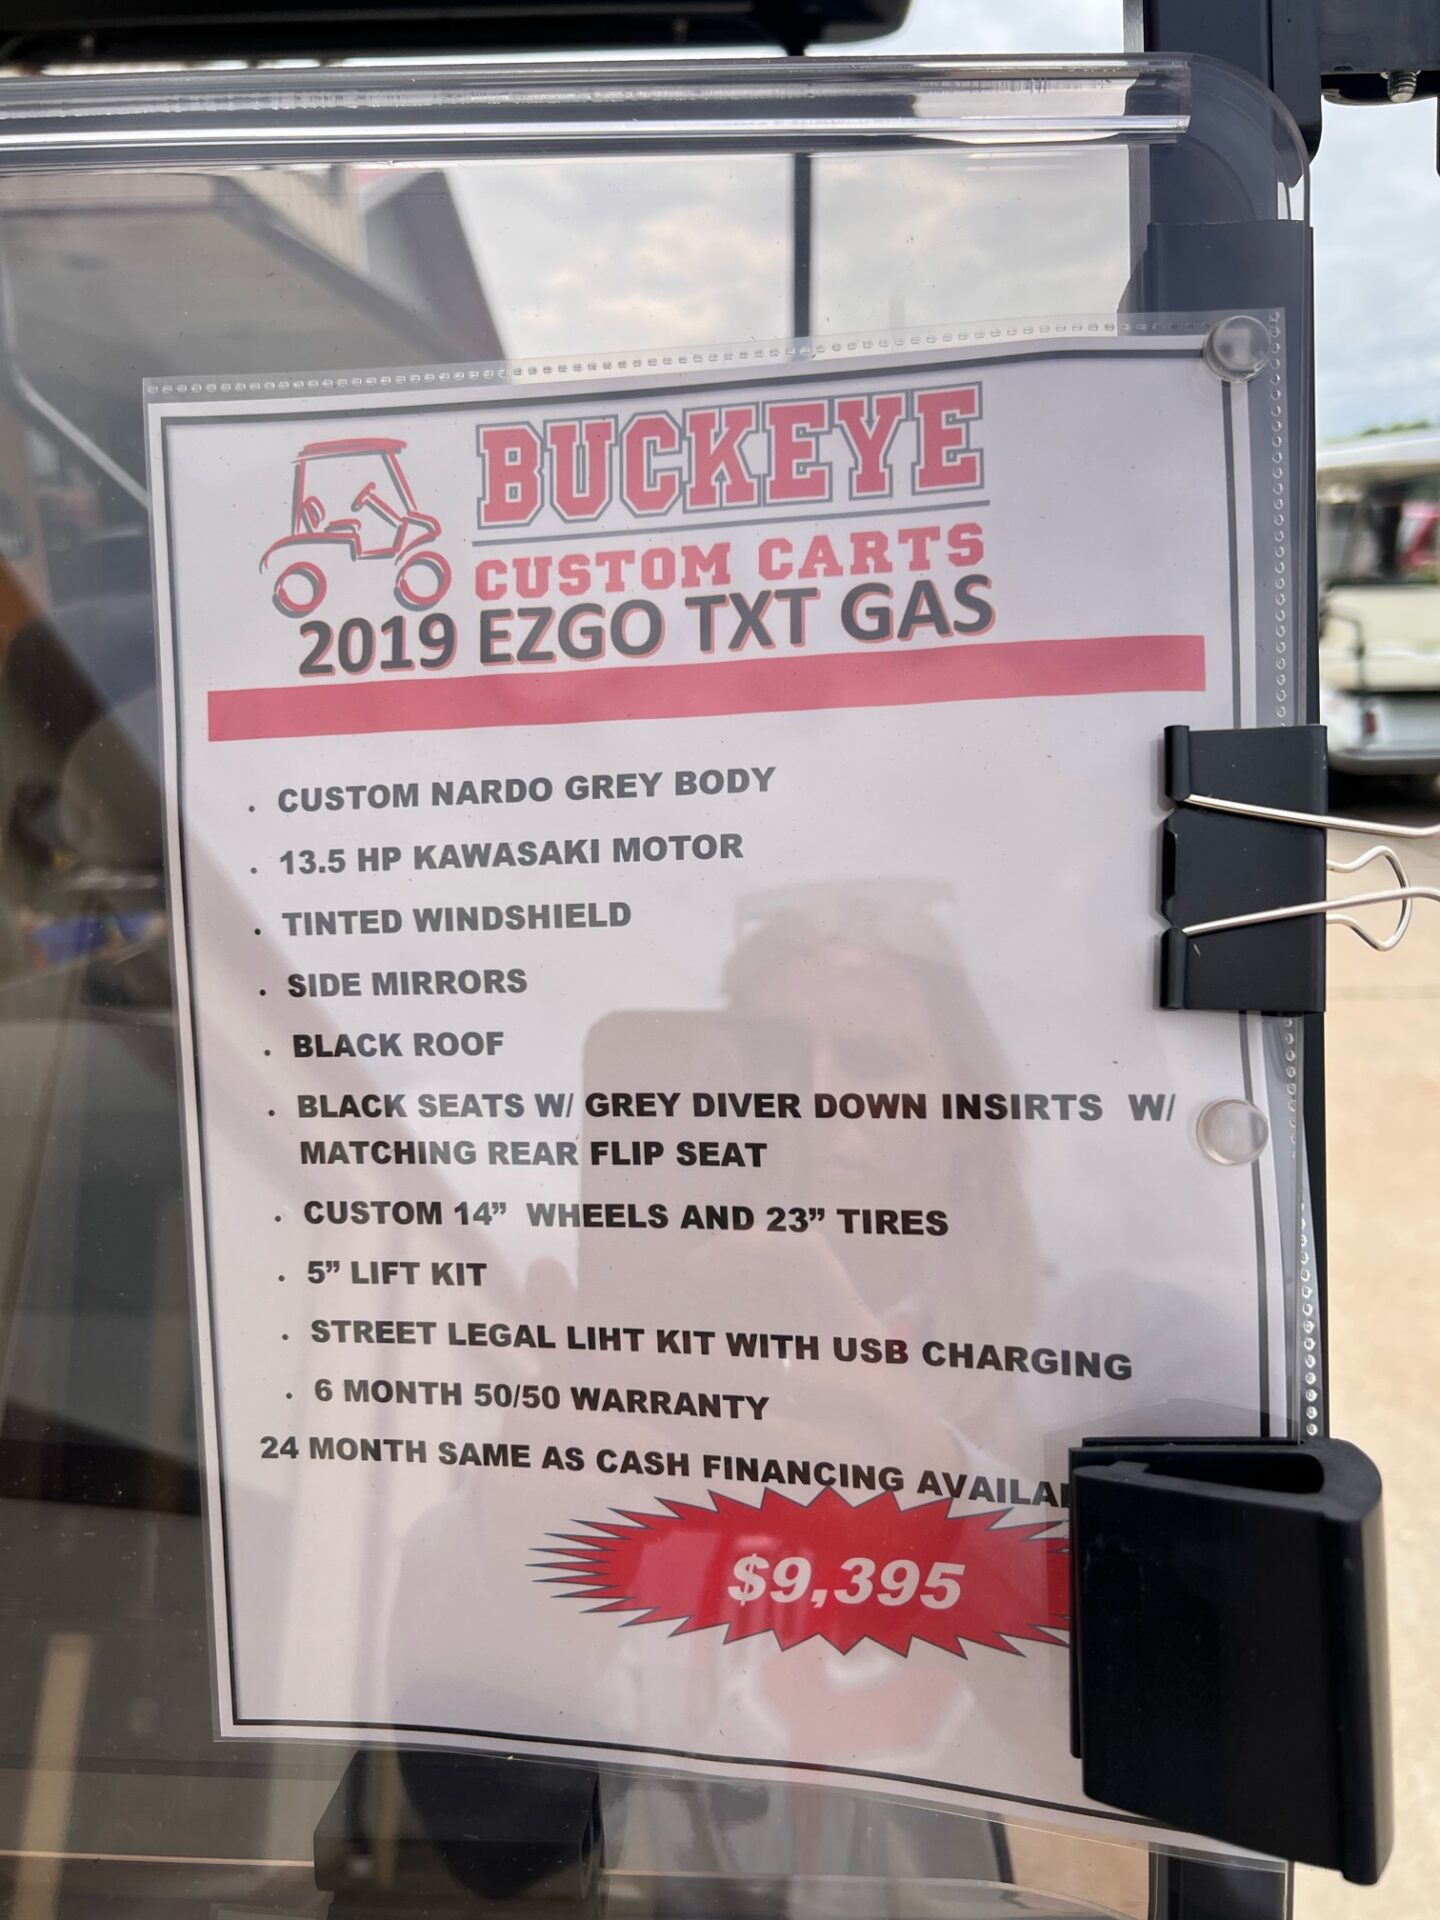 BUCKEYE
CUSTOM CARTS
2019 EZGO TXT GAS
. CUSTOM NARDO GREY BODY
. 13.5 HP KAWASAKI MOTOR
. TINTED WINDSHIELD
. SIDE MIRRORS
. BLACK ROOF
. BLACK SEATS W/ GREY DIVER DOWN INSIRTS W/
MATCHING REAR FLIP SEAT
. CUSTOM 14” WHEELS AND 23” TIRES
. 5” LIFT KIT
. STREET LEGAL LIHT KIT WITH USB CHARGING
. 6 MONTH 50/50 WARRANTY
24 MONTH SAME AS CASH FINANCING
$9,395